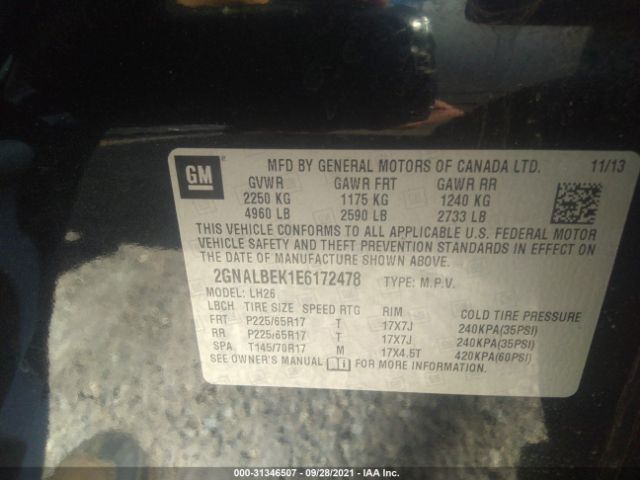 GM
MFD BY GENERAL MOTORS OF CANADA LTD. 11/13
GVWR GAWR FRT GAWR RR
2250 KG 1175 KG 1240 KG
4960 LB 2590 LB 2733 LB
THIS VEHICLE CONFORMS TO ALL APPLICABLE U.S. FEDERAL MOTOR
VEHICLE SAFETY AND THEFT PREVENTION STANDARDS IN EFFECT ON
THE DATE OF MANUFACTURE SHOWN ABOVE.
2GNALBEK1E6172478 TYPE: M.P.V.
MODEL: LH26
LBCH TIRE SIZE SPEED RTG RIM COLD TIRE PRESSURE
FRT P225/65R17 T 17X7J 240KPA(35PSI)
RR P225/65R17 T 17X7J 240KPA(35PSI)
SPA T145/70R17 M 17X4.5T 420KPA(60PSI)
SEE OWNER'S MANUAL FOR MORE INFORMATION.
000-31346507 - 09/28/2021 - IAA Inc.